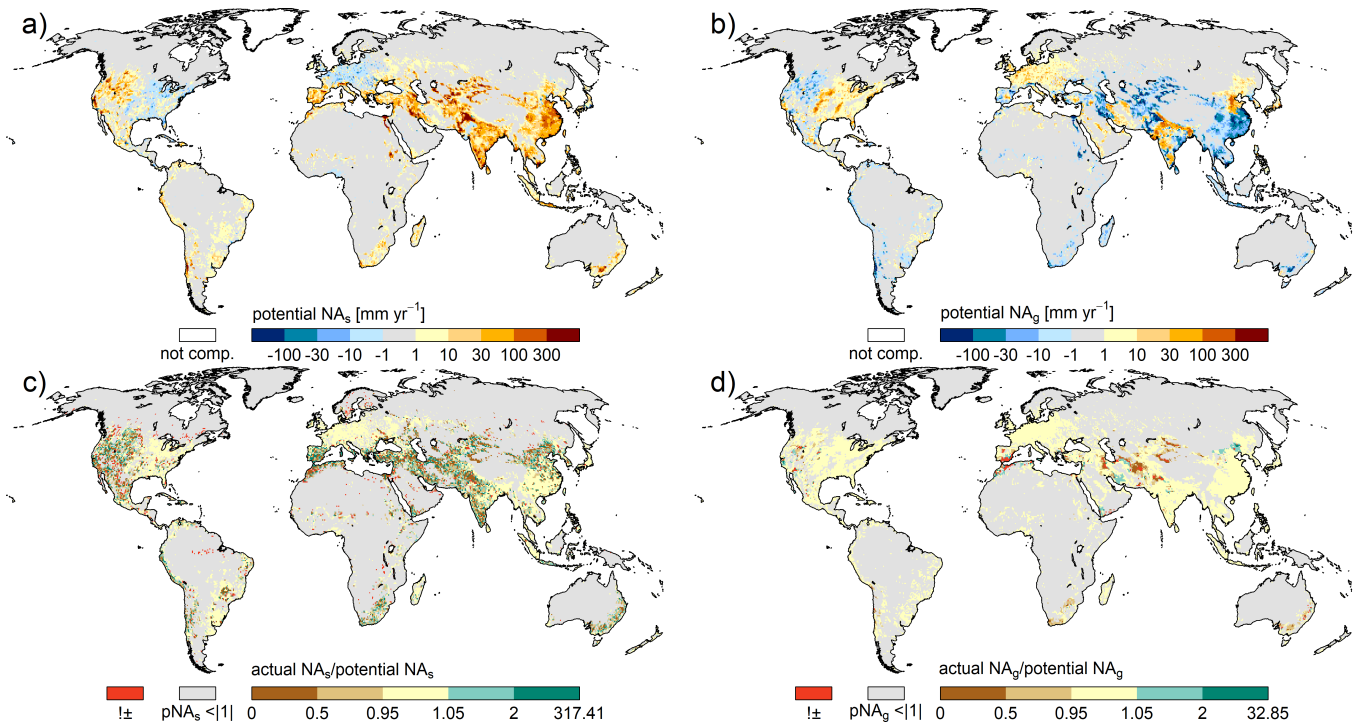 a)
b)
potential NAs [mm yr⁻¹]
not comp.
-100 -30 -10 -1 1 10 30 100 300
potential NAg [mm yr⁻¹]
not comp.
-100 -30 -10 -1 1 10 30 100 300
c)
d)
actual NAs/potential NAs
!± pNAs <|1| 0 0.5 0.95 1.05 2 317.41
actual NAg/potential NAg
!± pNAg <|1| 0 0.5 0.95 1.05 2 32.85